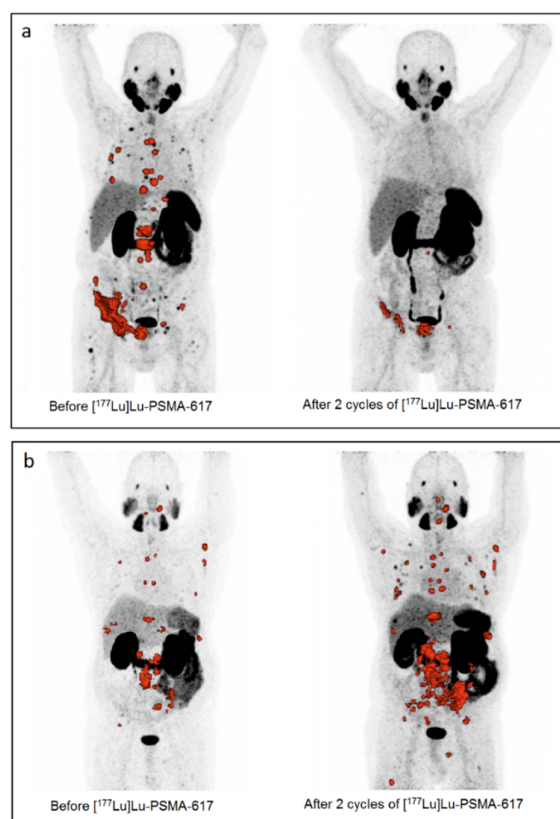 a
Before [¹⁷⁷Lu]Lu-PSMA-617
After 2 cycles of [¹⁷⁷Lu]Lu-PSMA-617
b
Before [¹⁷⁷Lu]Lu-PSMA-617
After 2 cycles of [¹⁷⁷Lu]Lu-PSMA-617